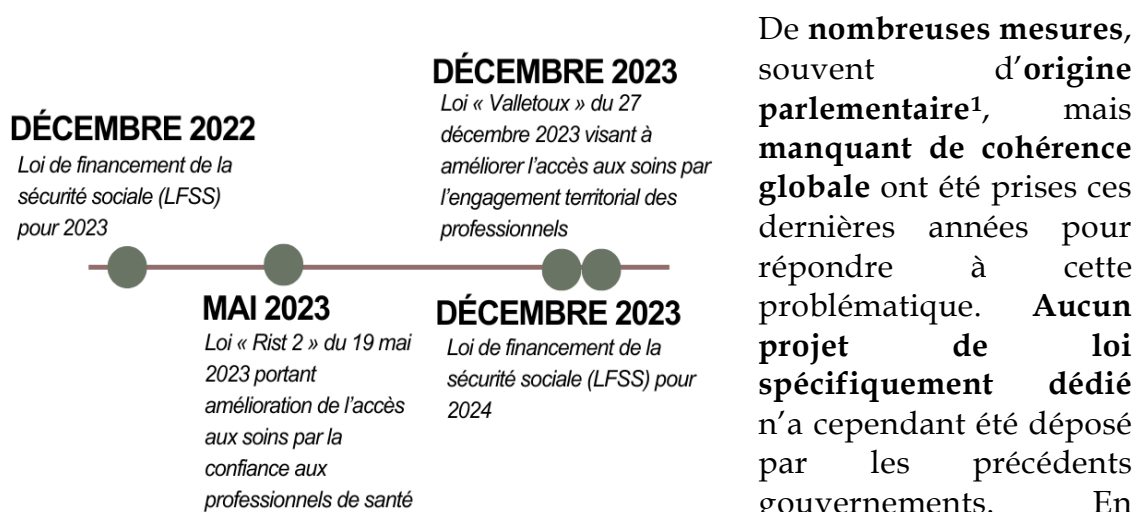 DÉCEMBRE 2022
Loi de financement de la
sécurité sociale (LFSS)
pour 2023
MAI 2023
Loi « Rist 2 » du 19 mai
2023 portant
amélioration de l’accès
aux soins par la
confiance aux
professionnels de santé
DÉCEMBRE 2023
Loi « Valletoux » du 27
décembre 2023 visant à
améliorer l’accès aux soins par
l’engagement territorial des
professionnels
DÉCEMBRE 2023
Loi de financement de la
sécurité sociale (LFSS) pour
2024
De nombreuses mesures,
souvent d’origine
parlementaire¹, mais
manquant de cohérence
globale ont été prises ces
dernières années pour
répondre à cette
problématique. Aucun
projet de loi
spécifiquement dédié
n’a cependant été déposé
par les précédents
gouvernements. En